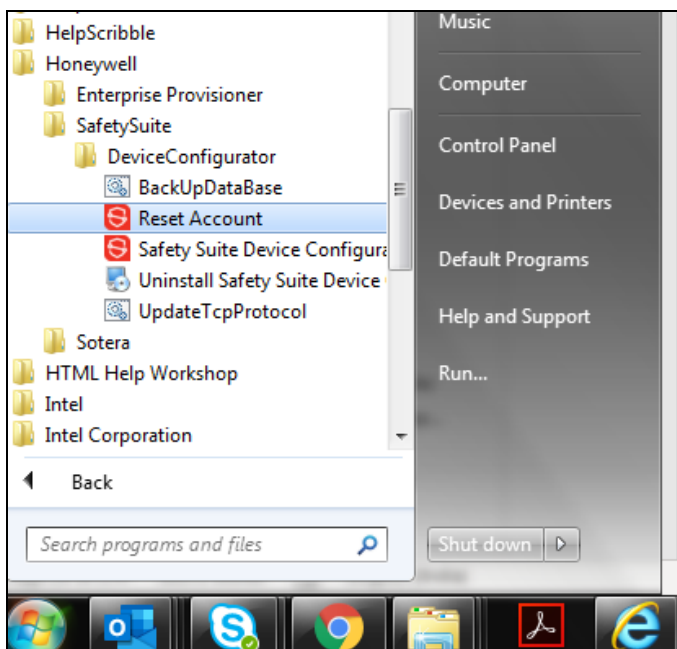 HelpScribble
Honeywell
Enterprise Provisioner
SafetySuite
DeviceConfigurator
BackUpDataBase
Reset Account
Safety Suite Device Configura
Uninstall Safety Suite Device
UpdateTcpProtocol
Sotera
HTML Help Workshop
Intel
Intel Corporation
Back
Search programs and files
Music
Computer
Control Panel
Devices and Printers
Default Programs
Help and Support
Run...
Shut down